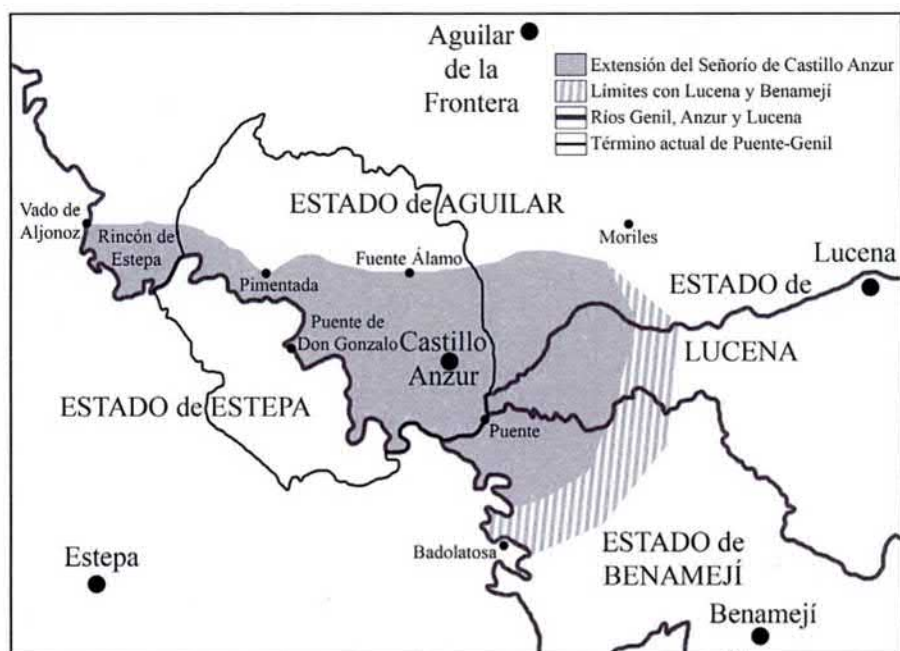 Aguilar
de la
Frontera
Extensión del Señorío de Castillo Anzur
Límites con Lucena y Benamejí
Ríos Genil, Anzur y Lucena
Término actual de Puente-Genil
ESTADO de AGUILAR
Vado de
Aljonoz
Rincón de
Estepa
Pimentada
Fuente Álamo
Moriles
Lucena
ESTADO de
LUCENA
Puente de
Don Gonzalo
Castillo
Anzur
ESTADO de ESTEPA
Puente
Badolatosa
Estepa
ESTADO de
BENAMEJÍ
Benamejí